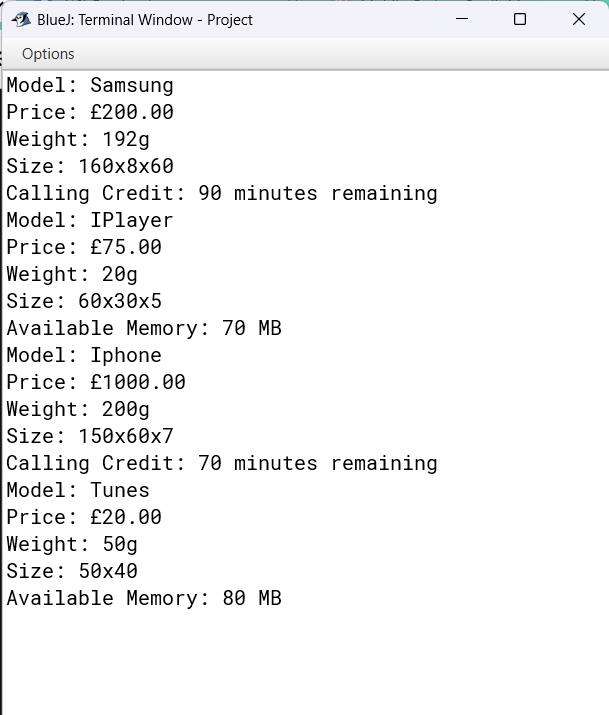 BlueJ: Terminal Window - Project
Options
Model: Samsung
Price: £200.00
Weight: 192g
Size: 160x8x60
Calling Credit: 90 minutes remaining
Model: IPlayer
Price: £75.00
Weight: 20g
Size: 60x30x5
Available Memory: 70 MB
Model: Iphone
Price: £1000.00
Weight: 200g
Size: 150x60x7
Calling Credit: 70 minutes remaining
Model: Tunes
Price: £20.00
Weight: 50g
Size: 50x40
Available Memory: 80 MB